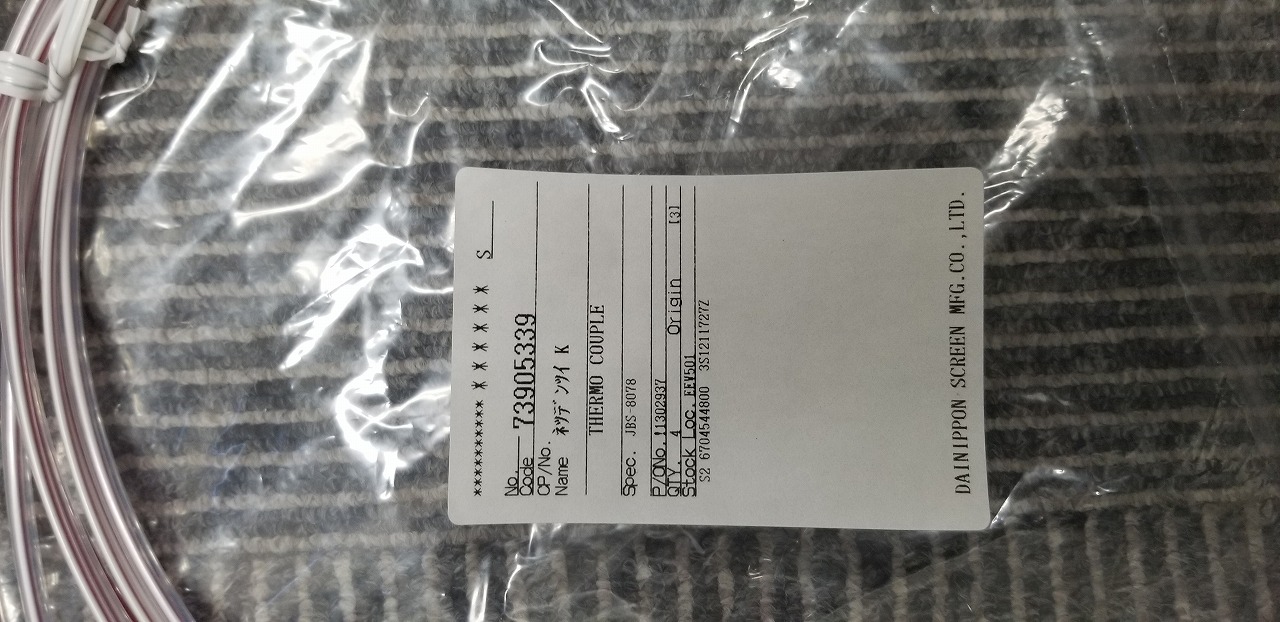 ********** * * * * * * S
No.
Code 73905339
CP/No.
Name ネツデンツイ K
THERMO COUPLE
Spec. JBS-8078
P/ONo. 11302937
QTY. 4 Origin [3]
Stock Loc. EEV501
S2 6704544800 3S1211727Z
DAINIPPON SCREEN MFG.CO.,LTD.